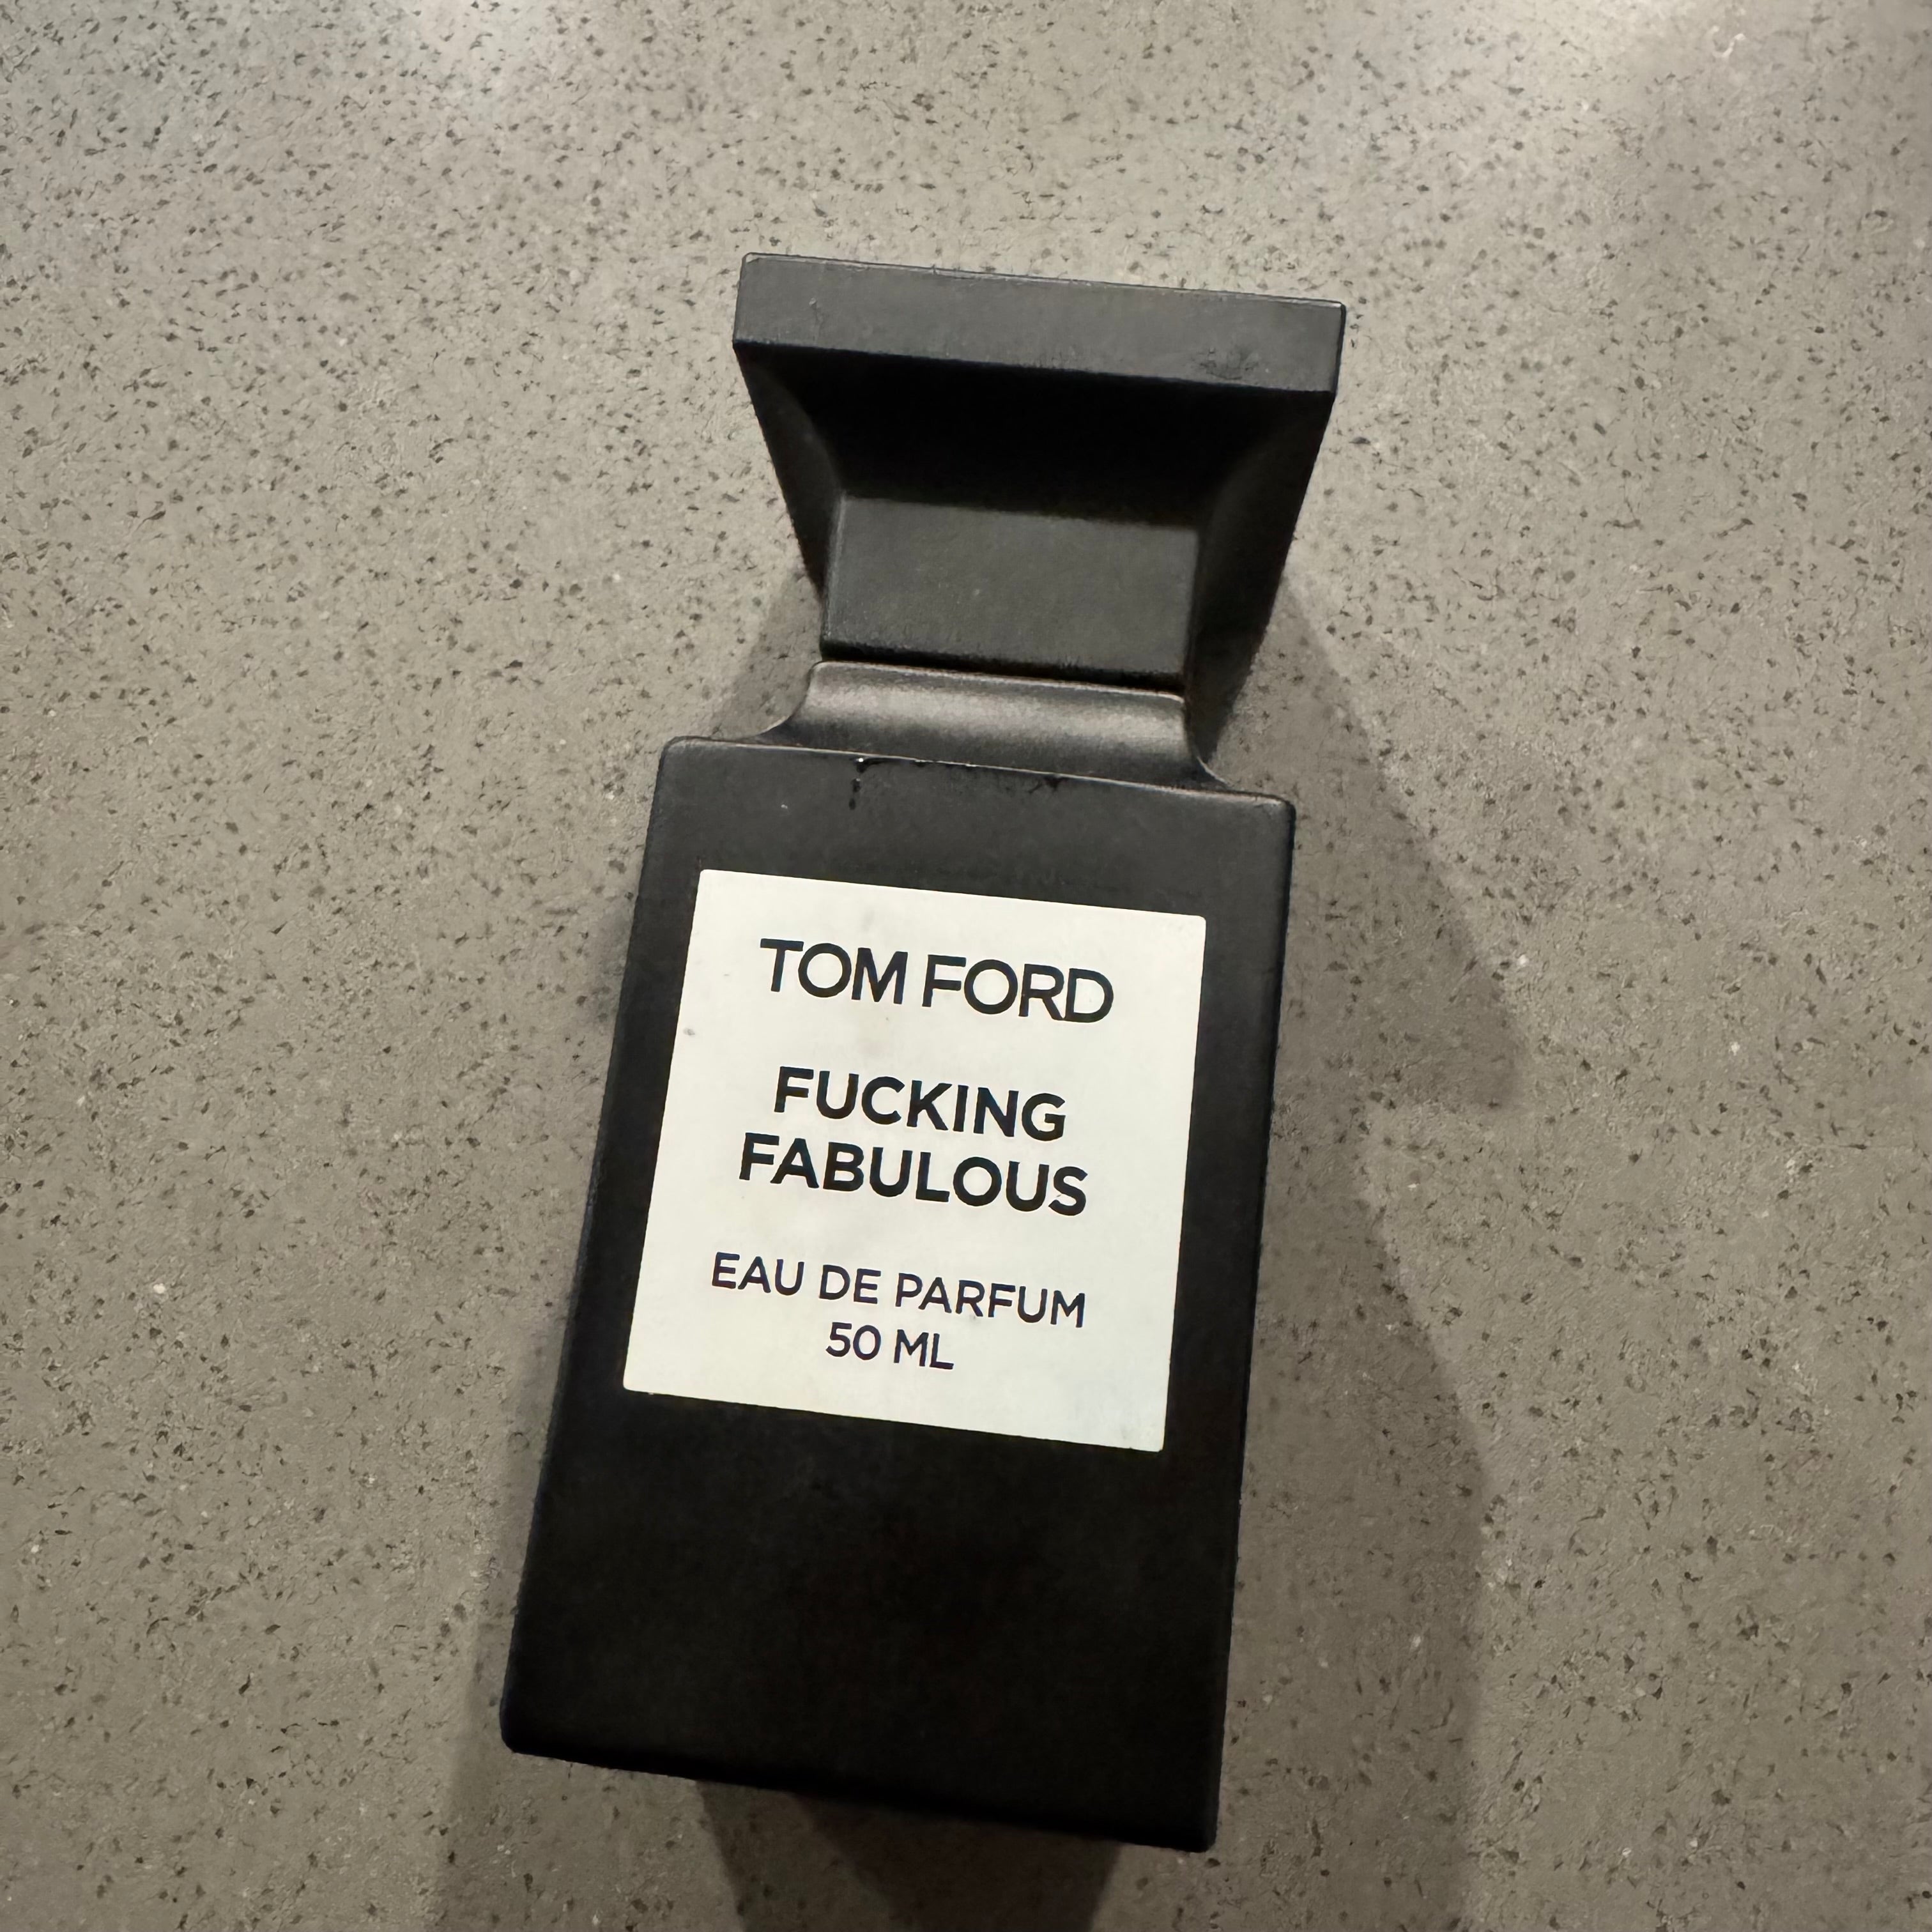 TOM FORD
FUCKING
FABULOUS
EAU DE PARFUM
50 ML